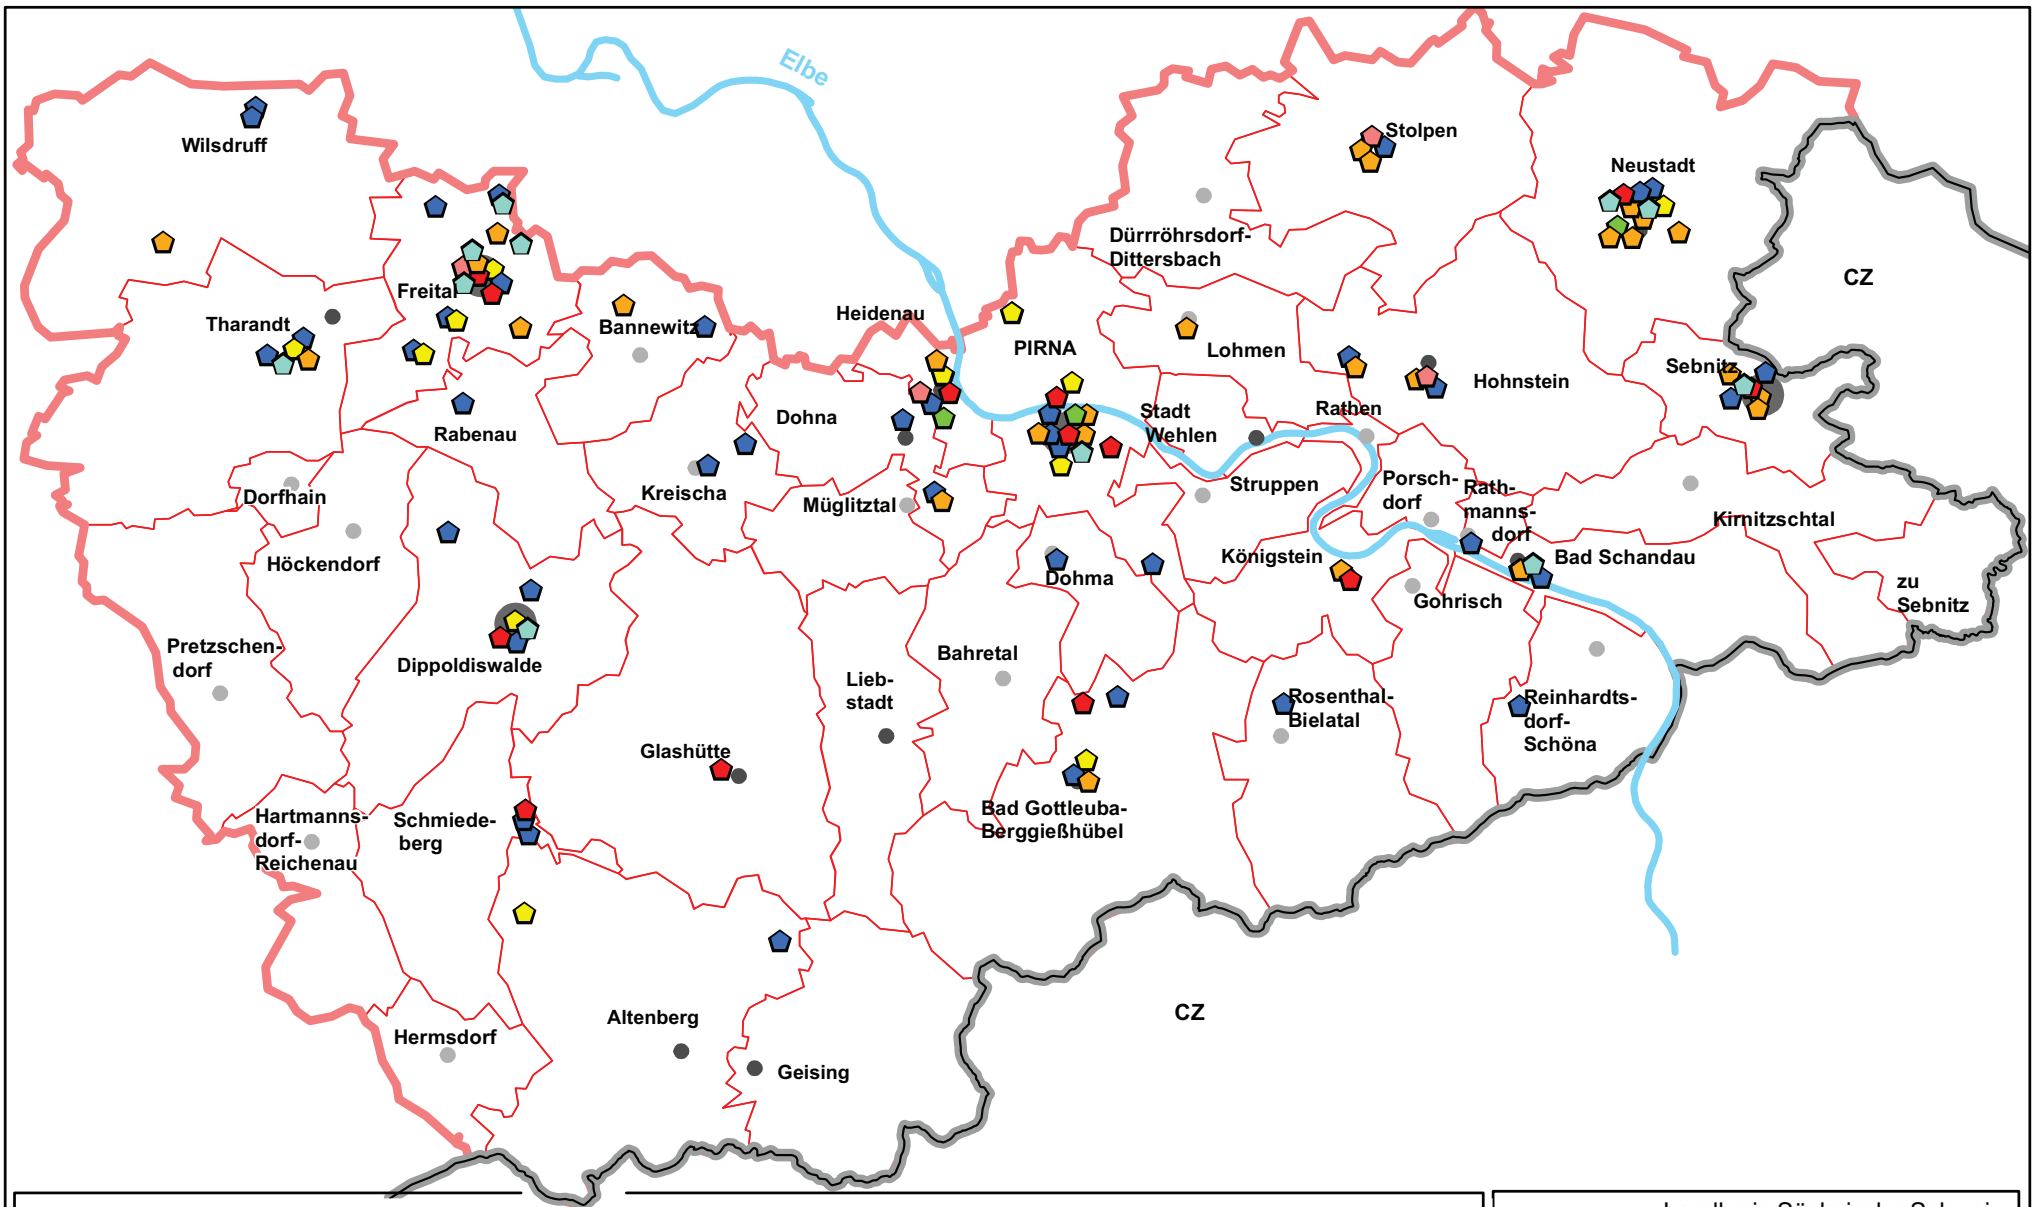 Elbe
Wilsdruff
Stolpen
Neustadt
Dürrröhrsdorf-
Dittersbach
CZ
Freital
Tharandt
Bannewitz
Heidenau
PIRNA
Lohmen
Sebnitz
Hohnstein
Rabenau
Dohna
Stadt
Wehlen
Rathen
Dorfhain
Kreischa
Müglitztal
Struppen
Porsch-
dorf
Rath-
manns-
dorf
Kirnitzschtal
Höckendorf
Königstein
Bad Schandau
Dohma
Gohrisch
zu
Sebnitz
Pretzschen-
dorf
Dippoldiswalde
Bahretal
Lieb-
stadt
Rosenthal-
Bielatal
Reinhardts-
dorf-
Schöna
Glashütte
Hartmanns-
dorf-
Reichenau
Schmiede-
berg
Bad Gottleuba-
Berggießhübel
CZ
Altenberg
Hermsdorf
Geising